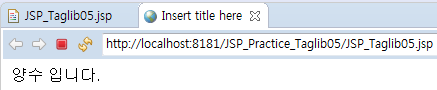 JSP_Taglib05.jsp Insert title here
http://localhost:8181/JSP_Practice_Taglib05/JSP_Taglib05.jsp
양수 입니다.